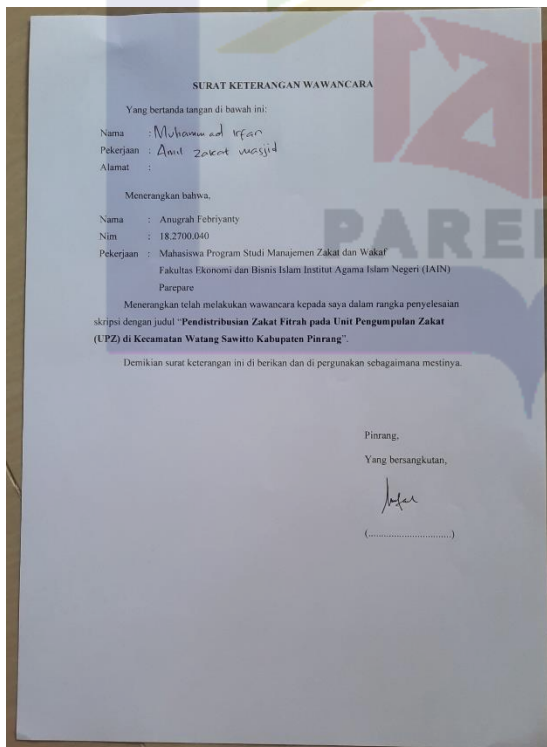 SURAT KETERANGAN WAWANCARA
Yang bertanda tangan di bawah ini:
Nama : Muhammad Irfan
Pekerjaan : Amil zakat masjid
Alamat :
Menerangkan bahwa,
Nama : Anugrah Febriyanty
Nim : 18.2700.040
Pekerjaan : Mahasiswa Program Studi Manajemen Zakat dan Wakaf
Fakultas Ekonomi dan Bisnis Islam Institut Agama Islam Negeri (IAIN)
Parepare
Menerangkan telah melakukan wawancara kepada saya dalam rangka penyelesaian
skripsi dengan judul “Pendistribusian Zakat Fitrah pada Unit Pengumpulan Zakat
(UPZ) di Kecamatan Watang Sawitto Kabupaten Pinrang”.
Demikian surat keterangan ini di berikan dan di pergunakan sebagaimana mestinya.
Pinrang,
Yang bersangkutan,
(..............................)
PAREP